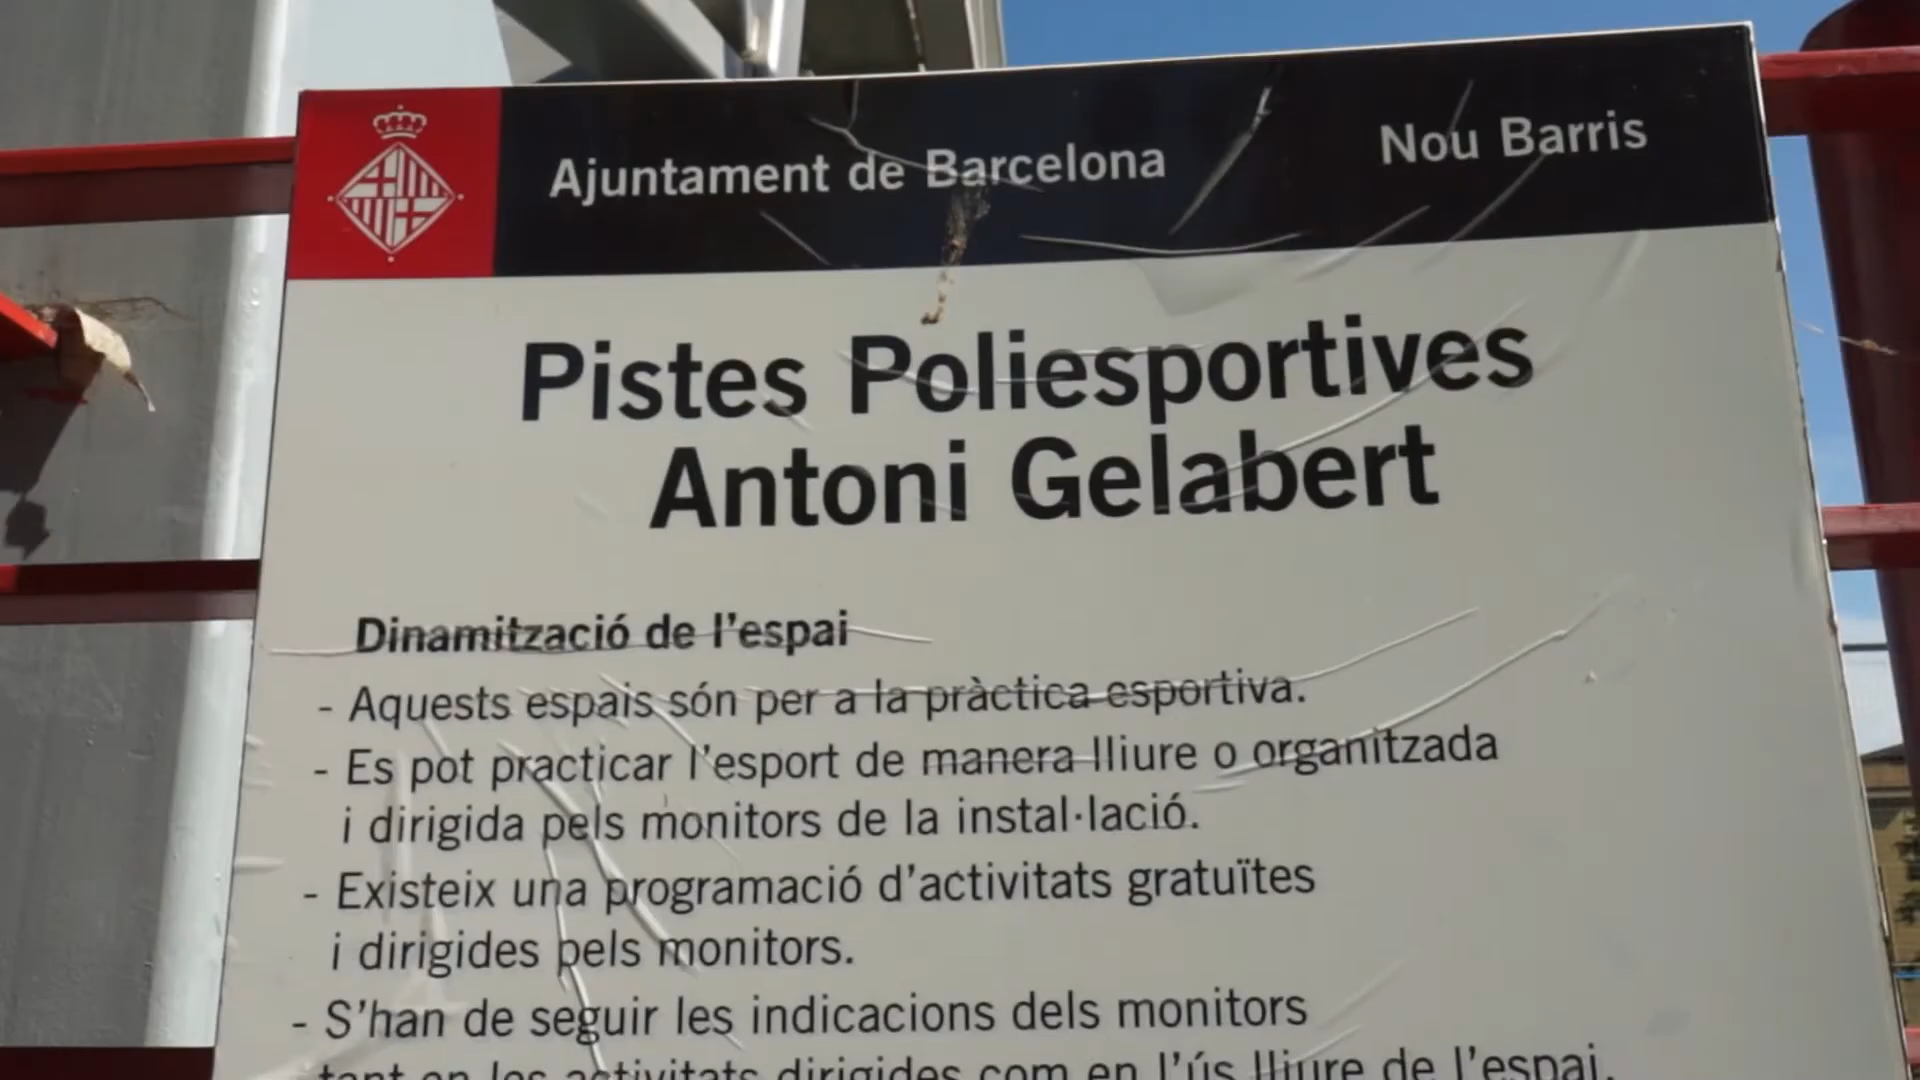 Ajuntament de Barcelona
Nou Barris
Pistes Poliesportives
Antoni Gelabert
Dinamització de l'espai
- Aquests espais són per a la pràctica esportiva.
- Es pot practicar l'esport de manera lliure o organitzada
i dirigida pels monitors de la instal·lació.
- Existeix una programació d'activitats gratuïtes
i dirigides pels monitors.
- S'han de seguir les indicacions dels monitors
tant en les activitats dirigides com en l'ús lliure de l'espai.